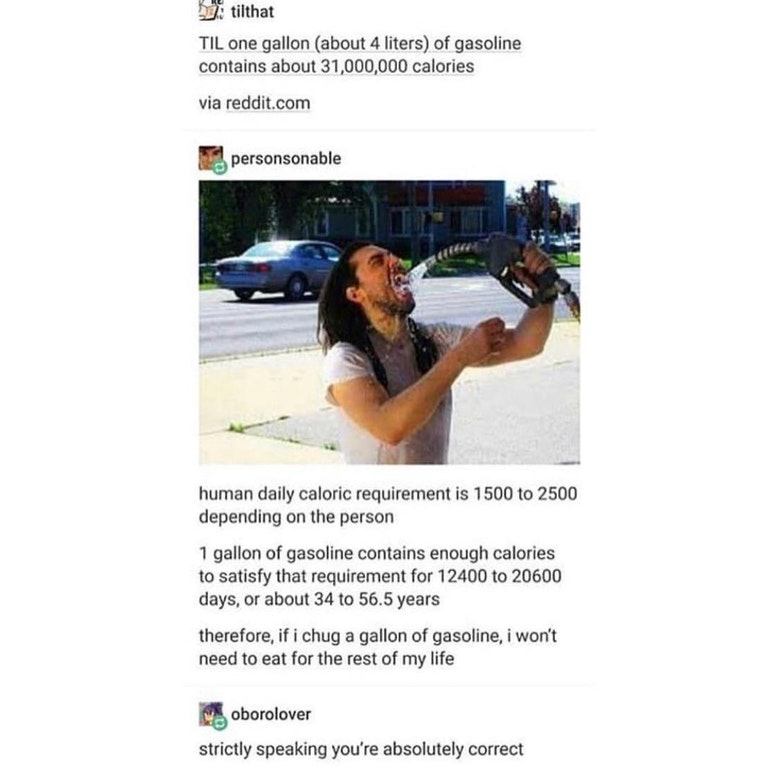 tilthat
TIL one gallon (about 4 liters) of gasoline
contains about 31,000,000 calories
via reddit.com
personsonable
human daily caloric requirement is 1500 to 2500
depending on the person
1 gallon of gasoline contains enough calories
to satisfy that requirement for 12400 to 20600
days, or about 34 to 56.5 years
therefore, if i chug a gallon of gasoline, i won't
need to eat for the rest of my life
oborolover
strictly speaking you're absolutely correct